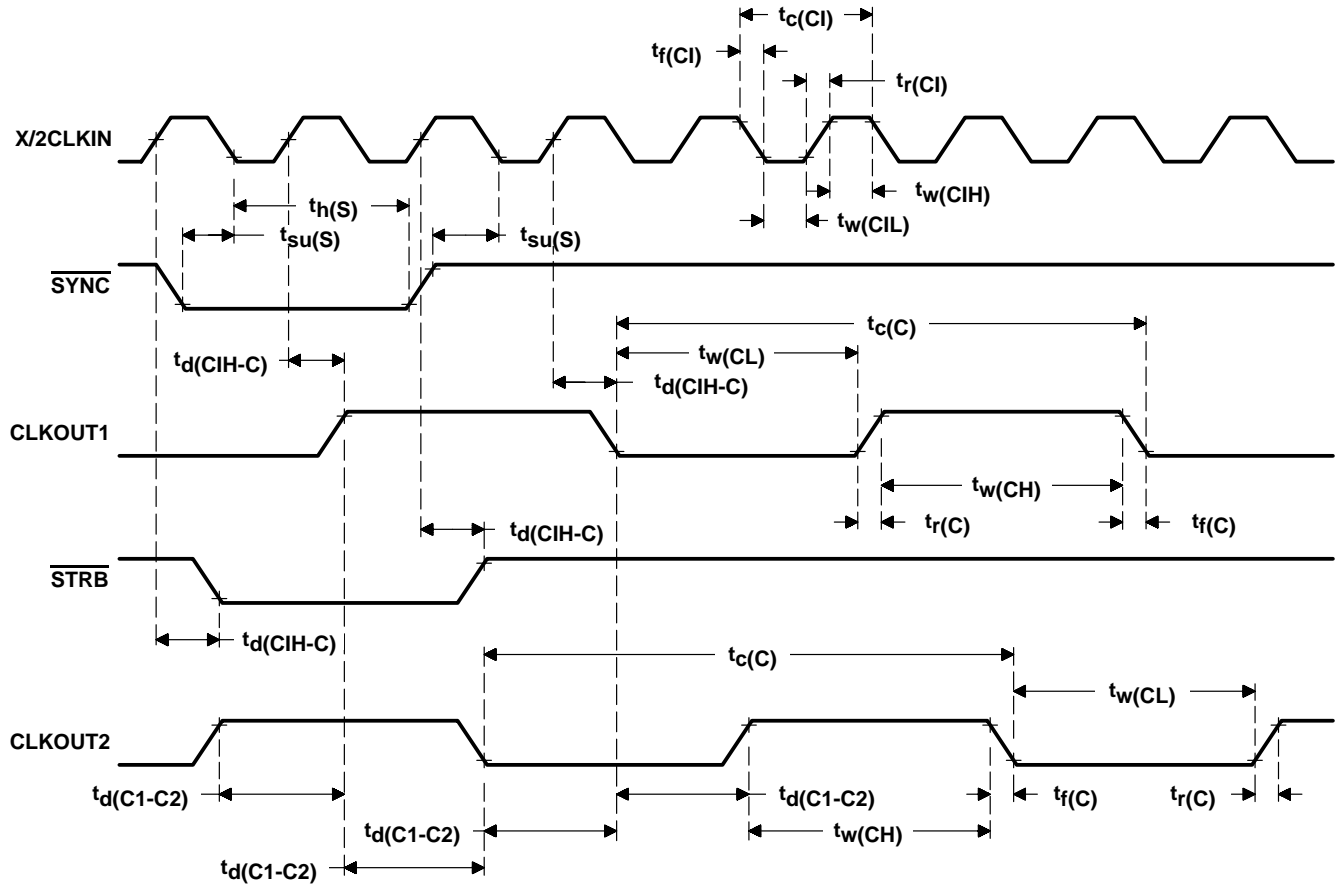 tc(CI)
tf(CI)
tr(CI)
X/2CLKIN
tw(CIH)
th(S)
tw(CIL)
tsu(S)
tsu(S)
SYNC
tc(C)
tw(CL)
td(CIH-C)
td(CIH-C)
CLKOUT1
tw(CH)
tr(C)
tf(C)
td(CIH-C)
STRB
td(CIH-C)
tc(C)
tw(CL)
CLKOUT2
td(C1-C2)
td(C1-C2)
tf(C)
tr(C)
td(C1-C2)
tw(CH)
td(C1-C2)